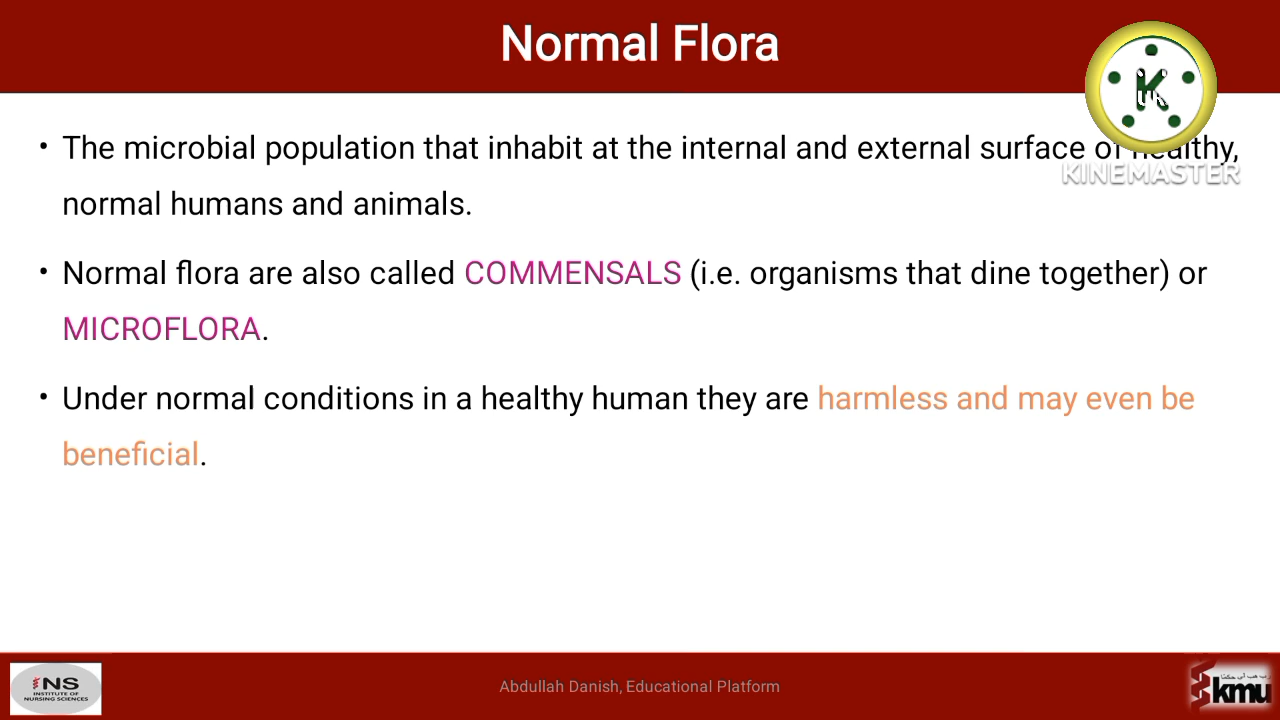 Normal Flora
• The microbial population that inhabit at the internal and external surface of healthy,
normal humans and animals.
• Normal flora are also called COMMENSALS (i.e. organisms that dine together) or
MICROFLORA.
• Under normal conditions in a healthy human they are harmless and may even be
beneficial.
K
KINEMASTER
iNS
INSTITUTE OF
NURSING SCIENCES
Abdullah Danish, Educational Platform
kmu